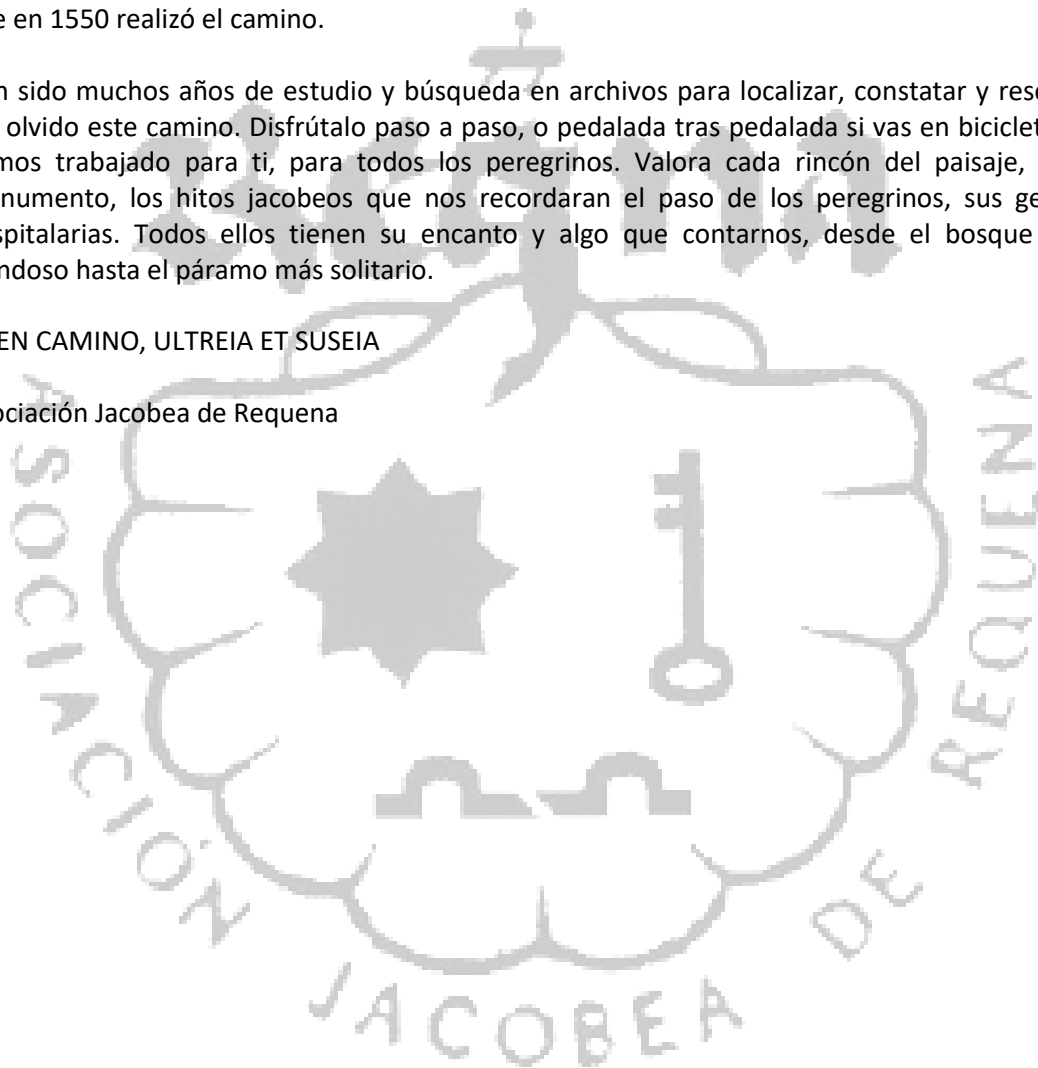 e en 1550 realizó el camino.
n sido muchos años de estudio y búsqueda en archivos para localizar, constatar y resc
olvido este camino. Disfrútalo paso a paso, o pedalada tras pedalada si vas en biciclet
mos trabajado para ti, para todos los peregrinos. Valora cada rincón del paisaje,
numento, los hitos jacobeos que nos recordaran el paso de los peregrinos, sus ge
spitalarias. Todos ellos tienen su encanto y algo que contarnos, desde el bosque
ndoso hasta el páramo más solitario.
EN CAMINO, ULTREIA ET SUSEIA
ociación Jacobea de Requena
ASOCIACIÓN JACOBEA DE REQUENA